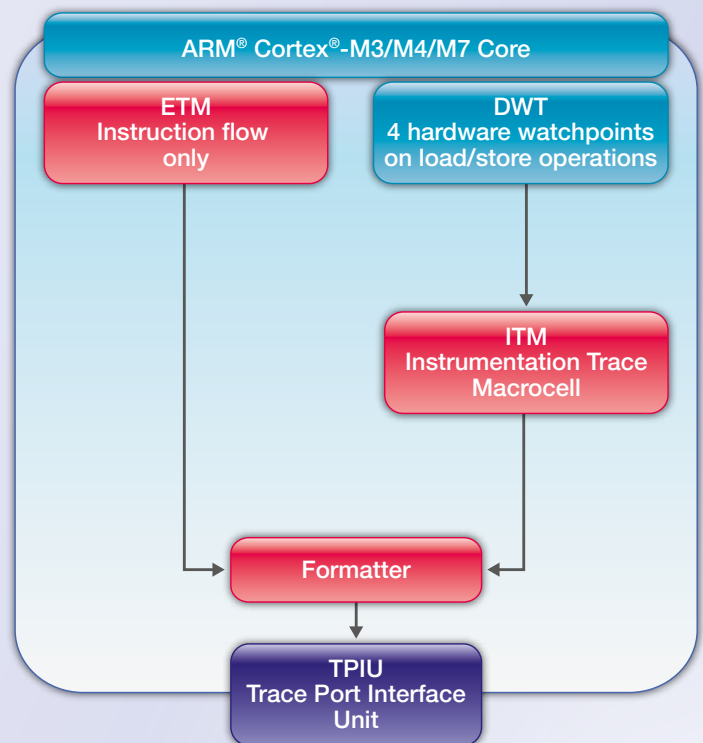 ARM® Cortex®-M3/M4/M7 Core
ETM
Instruction flow
only
DWT
4 hardware watchpoints
on load/store operations
ITM
Instrumentation Trace
Macrocell
Formatter
TPIU
Trace Port Interface
Unit